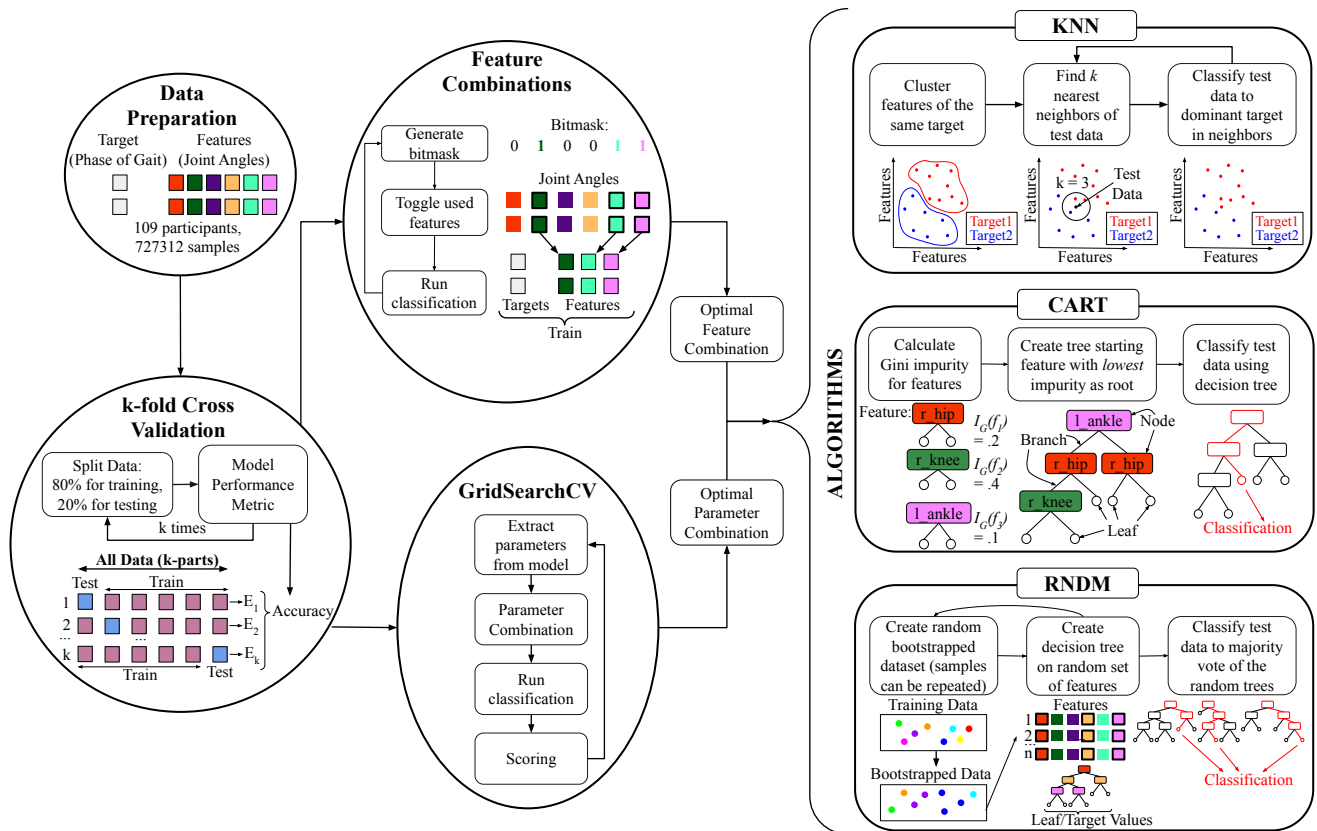 Data
Preparation
Target
(Phase of Gait)
Features
(Joint Angles)
109 participants,
727312 samples
k-fold Cross
Validation
Split Data:
80% for training,
20% for testing
Model
Performance
Metric
k times
All Data (k-parts)
Test
Train
1
E1
2
E2
...
...
k
Ek
Accuracy
Train
Test
Feature
Combinations
Generate
bitmask
Toggle used
features
Run
classification
Bitmask:
0 1 0 0 1 1
Joint Angles
Targets
Features
Train
GridSearchCV
Extract
parameters
from model
Parameter
Combination
Run
classification
Scoring
Optimal
Feature
Combination
Optimal
Parameter
Combination
ALGORITHMS
KNN
Cluster
features of the
same target
Find k
nearest
neighbors of
test data
Classify test
data to
dominant target
in neighbors
Features
Target1
Target2
Features
Features
k = 3
Test
Data
Target1
Target2
Features
Features
Target1
Target2
Features
CART
Calculate
Gini impurity
for features
Create tree starting
feature with lowest
impurity as root
Classify test
data using
decision tree
Feature:
r_hip
IG(f1)
= .2
r_knee
IG(f2)
= .4
l_ankle
IG(f3)
= .1
l_ankle
Node
Branch
r_hip
r_hip
r_knee
Leaf
Classification
RNDM
Create random
bootstrapped
dataset (samples
can be repeated)
Create
decision tree
on random set
of features
Classify test
data to majority
vote of the
random trees
Training Data
Bootstrapped Data
Features
1
2
...
n
Leaf/Target Values
Classification